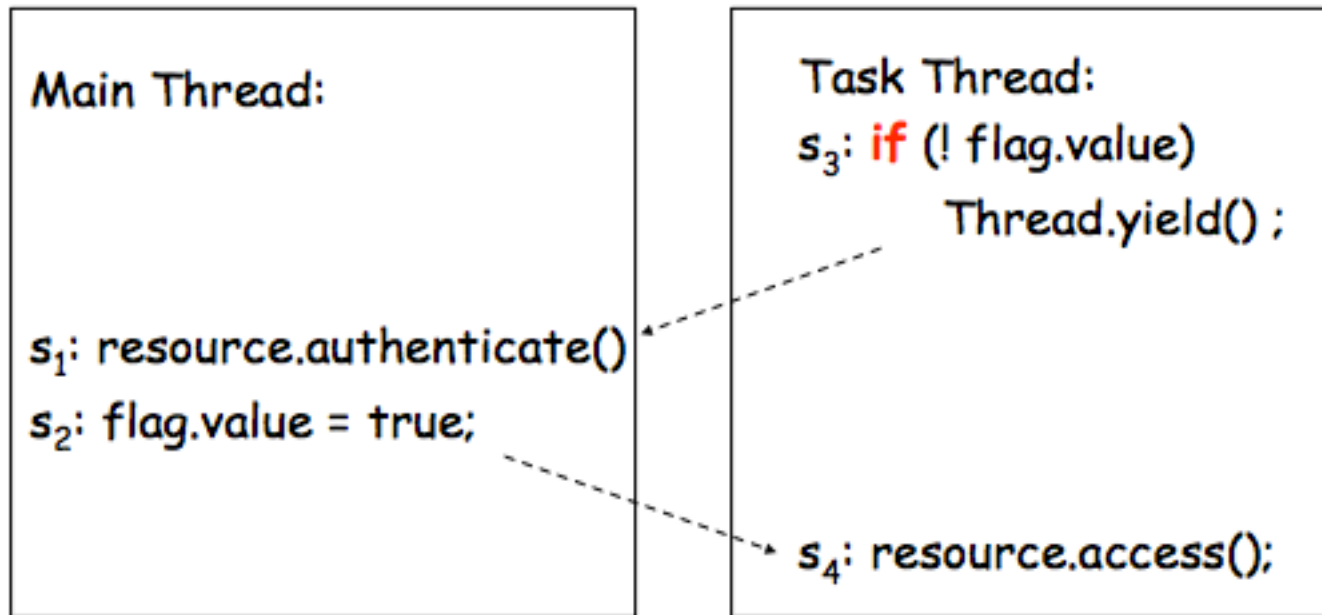 Main Thread:
s₁: resource.authenticate()
s₂: flag.value = true;
Task Thread:
s₃: if (! flag.value)
Thread.yield() ;
s₄: resource.access();